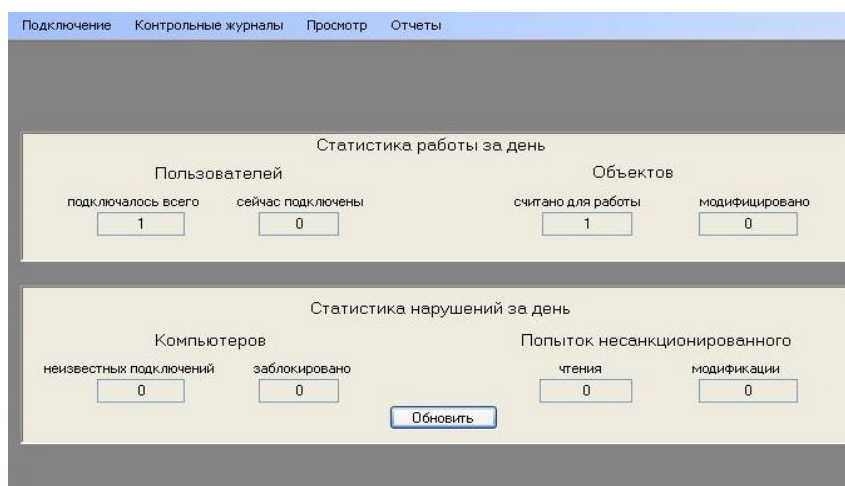 Подключение Контрольные журналы Просмотр Отчеты
Статистика работы за день
Пользователей Объектов
подключалось всего сейчас подключены считано для работы модифицировано
1 0 1 0
Статистика нарушений за день
Компьютеров Попыток несанкционированного
неизвестных подключений заблокировано чтения модификации
0 0 0 0
Обновить